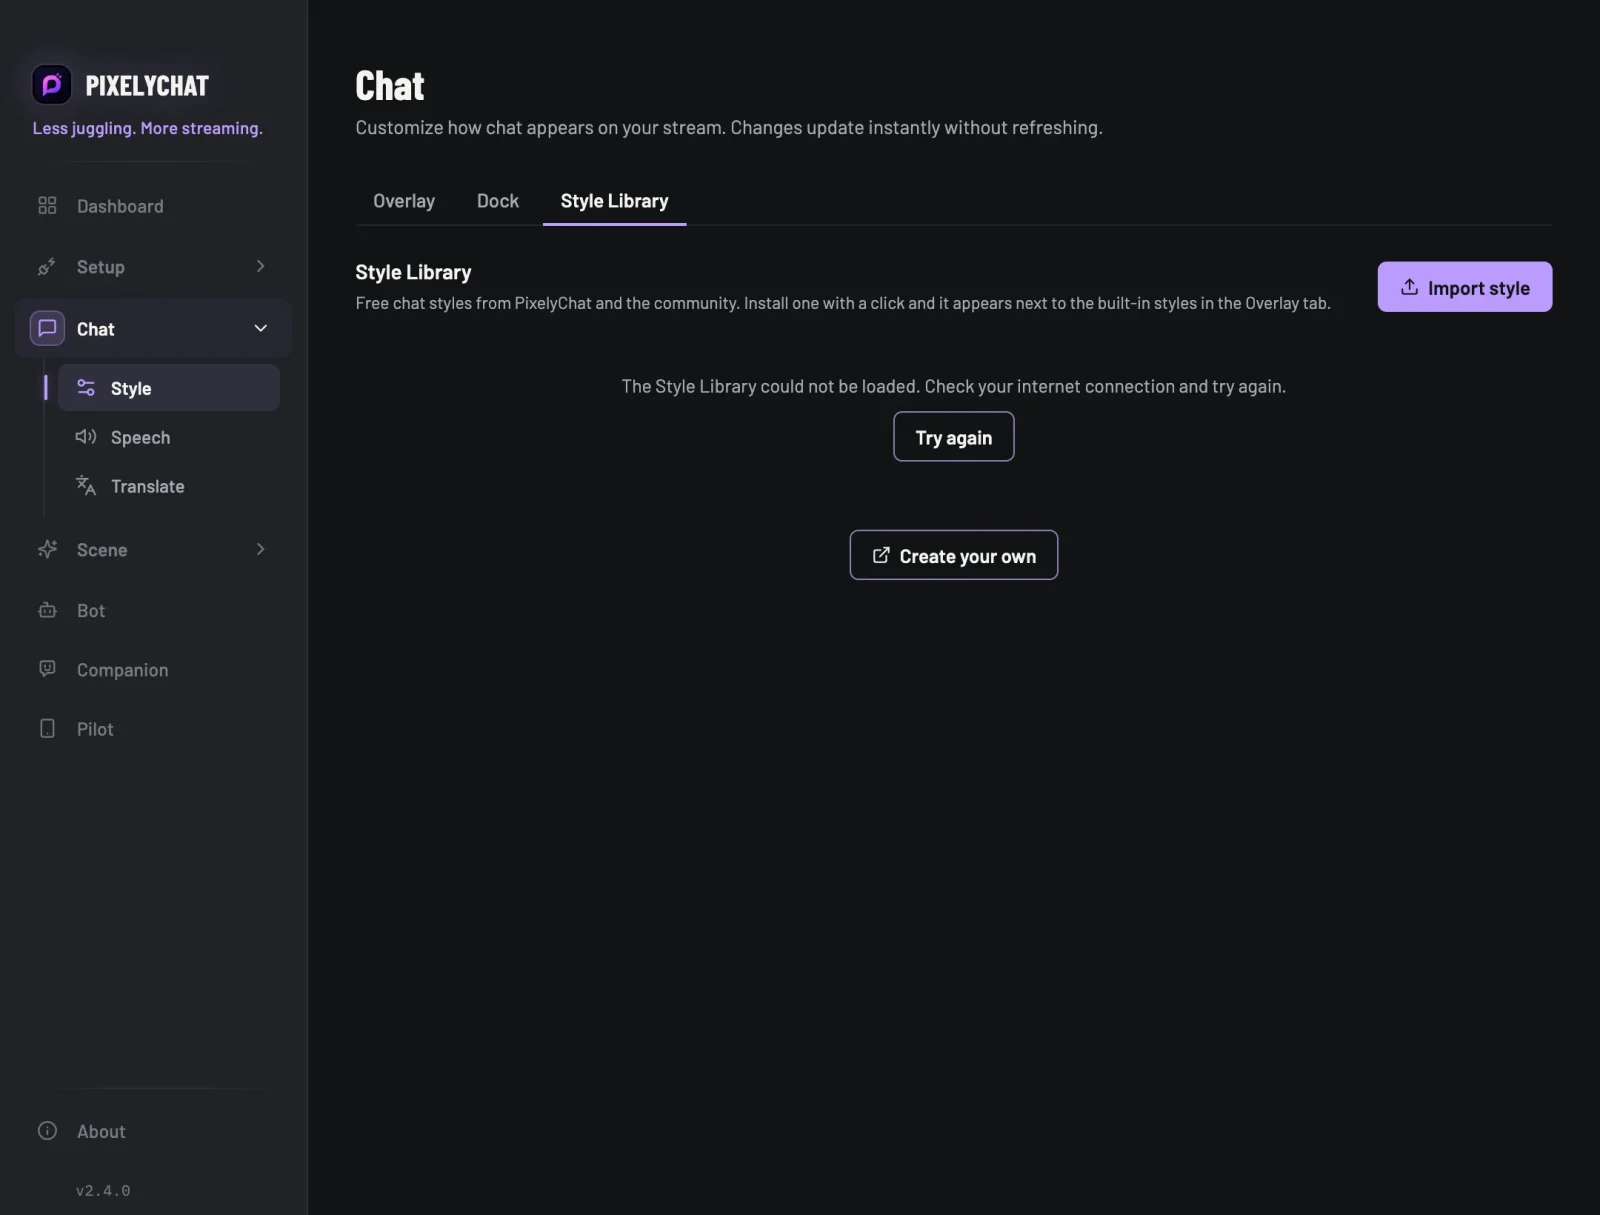 PIXELYCHAT
Less juggling. More streaming.
Dashboard
Setup
Chat
Style
Speech
Translate
Scene
Bot
Companion
Pilot
About
v2.4.0
Chat
Customize how chat appears on your stream. Changes update instantly without refreshing.
Overlay Dock Style Library
Style Library
Free chat styles from PixelyChat and the community. Install one with a click and it appears next to the built-in styles in the Overlay tab.
Import style
The Style Library could not be loaded. Check your internet connection and try again.
Try again
Create your own